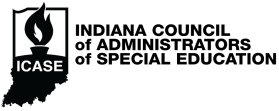 ICASE
INDIANA COUNCIL
of ADMINISTRATORS
of SPECIAL EDUCATION